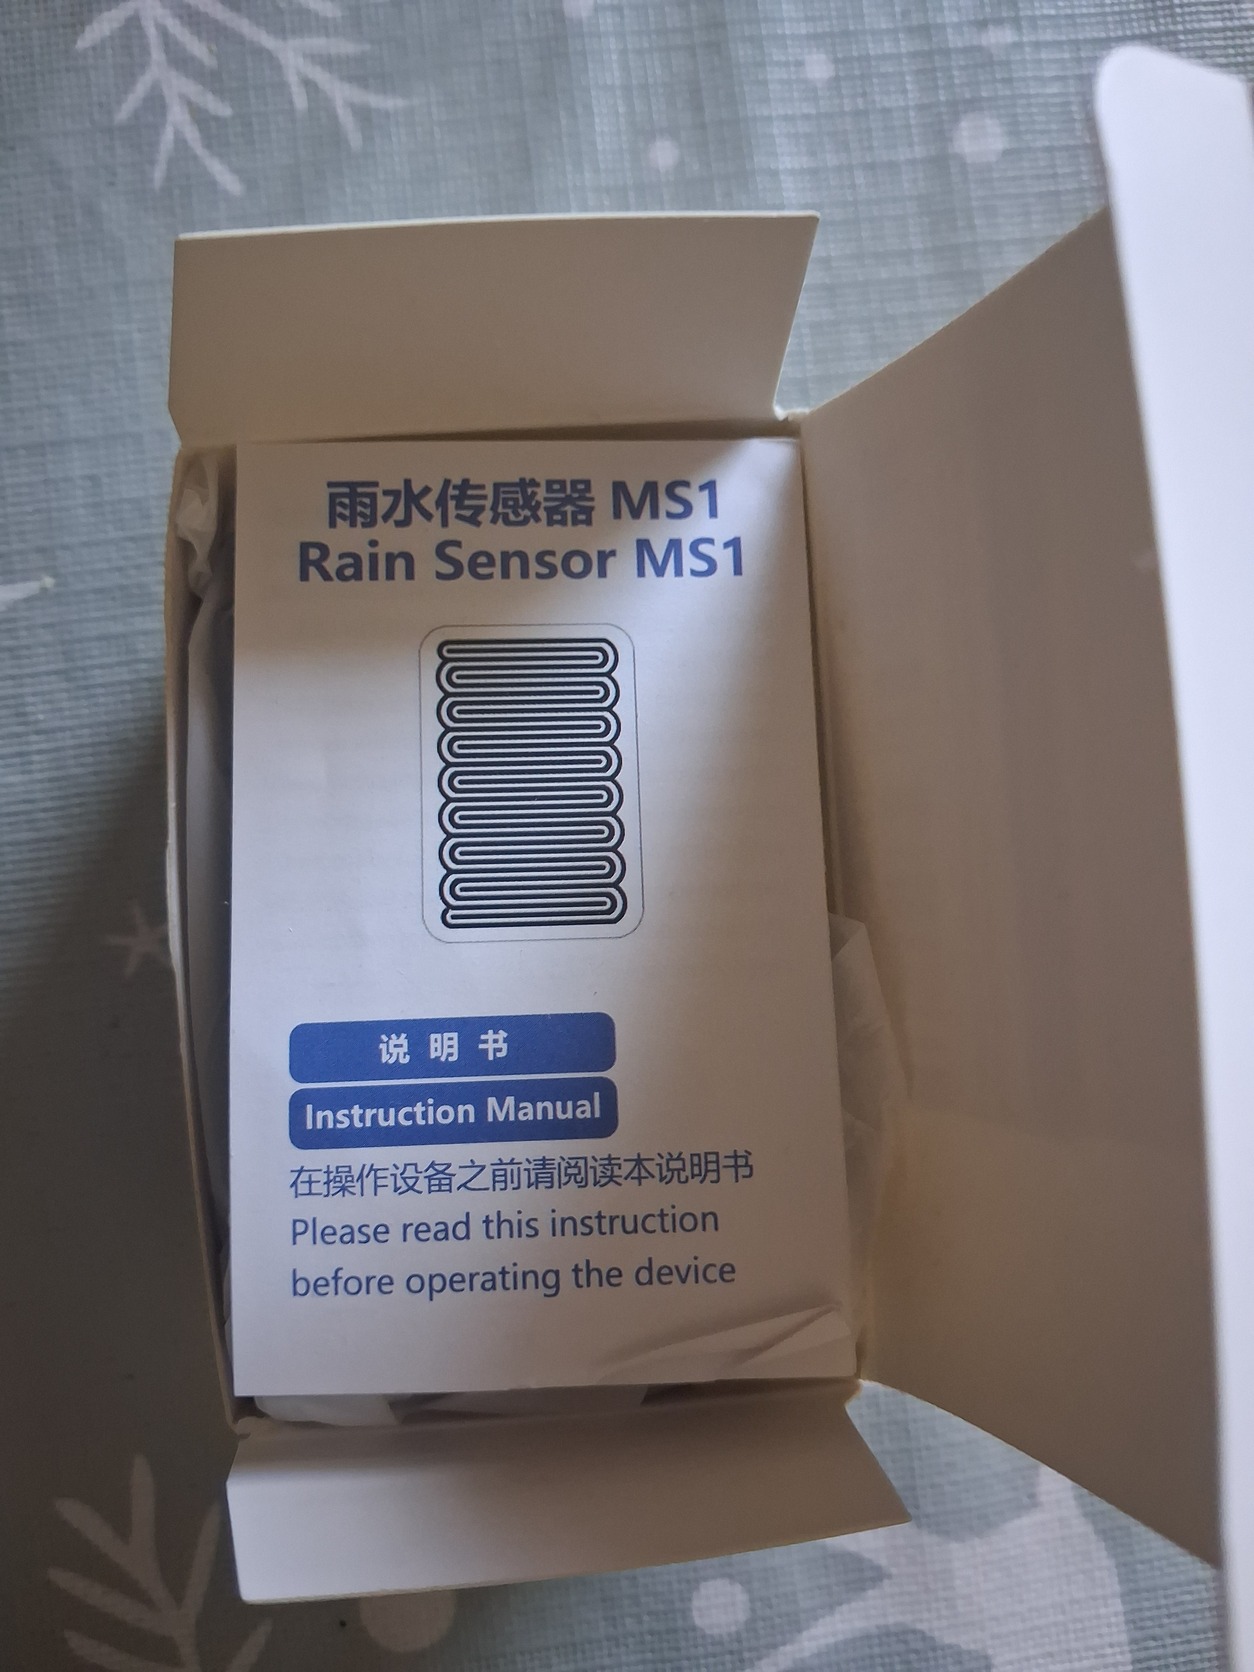 雨水传感器 MS1
Rain Sensor MS1
说明书
Instruction Manual
在操作设备之前请阅读本说明书
Please read this instruction
before operating the device